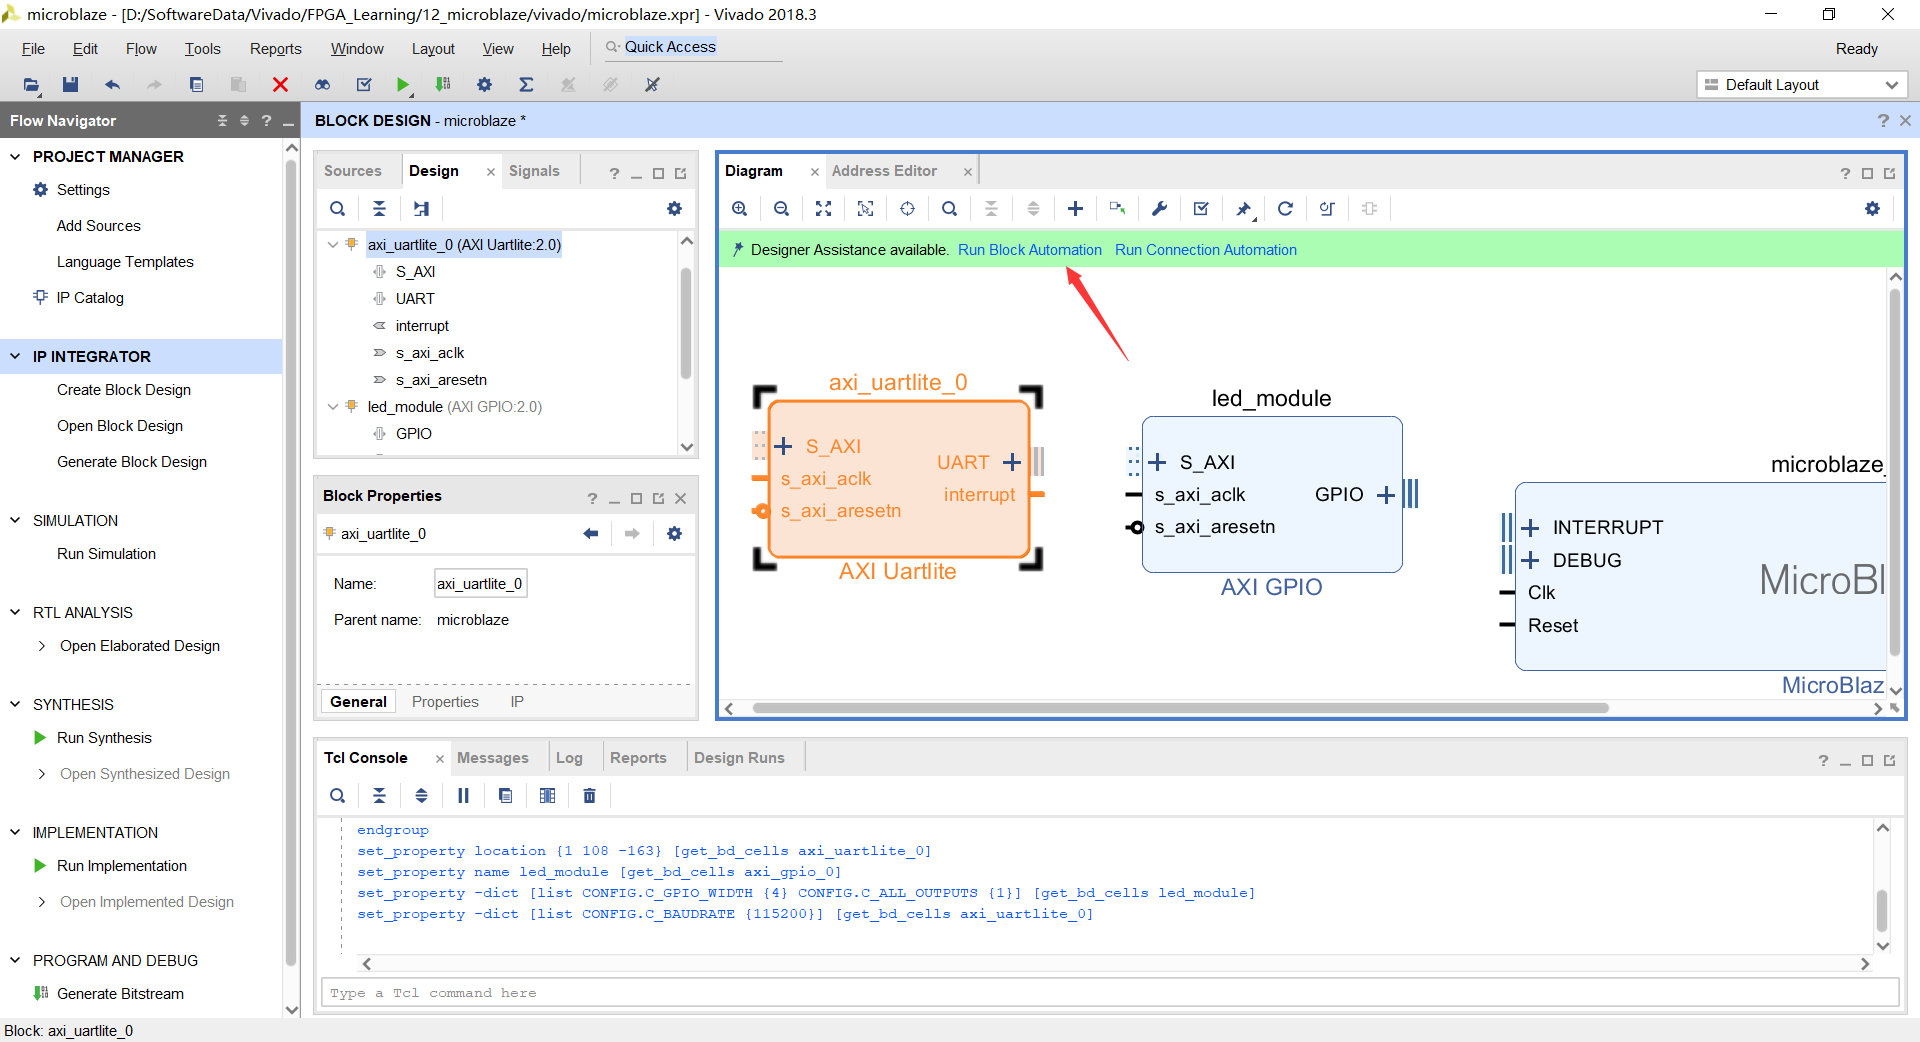 microblaze - [D:/SoftwareData/Vivado/FPGA_Learning/12_microblaze/vivado/microblaze.xpr] - Vivado 2018.3
File Edit Flow Tools Reports Window Layout View Help Quick Access Ready
Default Layout
Flow Navigator
PROJECT MANAGER
Settings
Add Sources
Language Templates
IP Catalog
IP INTEGRATOR
Create Block Design
Open Block Design
Generate Block Design
SIMULATION
Run Simulation
RTL ANALYSIS
Open Elaborated Design
SYNTHESIS
Run Synthesis
Open Synthesized Design
IMPLEMENTATION
Run Implementation
Open Implemented Design
PROGRAM AND DEBUG
Generate Bitstream
BLOCK DESIGN - microblaze *
Sources Design Signals
axi_uartlite_0 (AXI Uartlite:2.0)
S_AXI
UART
interrupt
s_axi_aclk
s_axi_aresetn
led_module (AXI GPIO:2.0)
GPIO
Block Properties
axi_uartlite_0
Name: axi_uartlite_0
Parent name: microblaze
General Properties IP
Diagram Address Editor
Designer Assistance available. Run Block Automation Run Connection Automation
axi_uartlite_0
S_AXI
UART
s_axi_aclk
interrupt
s_axi_aresetn
AXI Uartlite
led_module
S_AXI
s_axi_aclk
GPIO
s_axi_aresetn
AXI GPIO
microblaze_
INTERRUPT
DEBUG
MicroBl
Clk
Reset
MicroBlaz
Tcl Console Messages Log Reports Design Runs
endgroup
set_property location {1 108 -163} [get_bd_cells axi_uartlite_0]
set_property name led_module [get_bd_cells axi_gpio_0]
set_property -dict [list CONFIG.C_GPIO_WIDTH {4} CONFIG.C_ALL_OUTPUTS {1}] [get_bd_cells led_module]
set_property -dict [list CONFIG.C_BAUDRATE {115200}] [get_bd_cells axi_uartlite_0]
Type a Tcl command here
Block: axi_uartlite_0